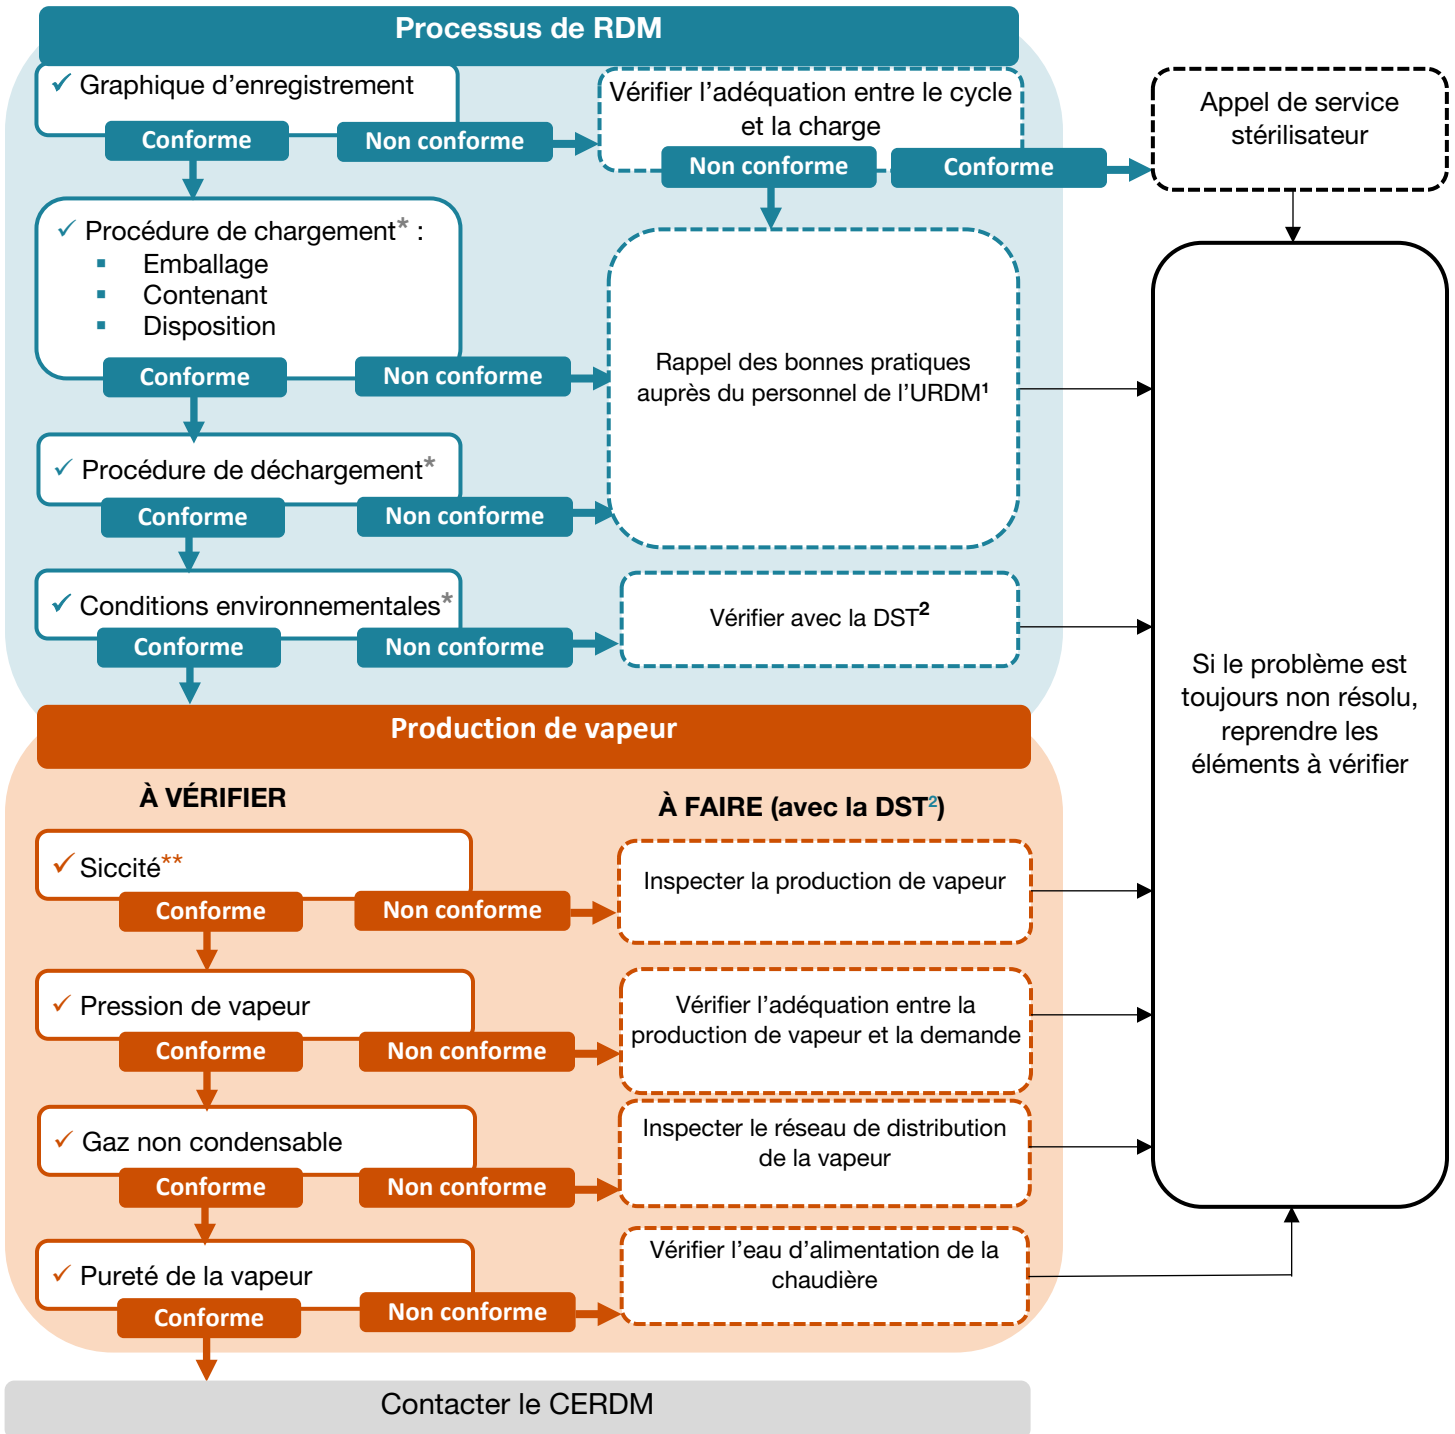 Processus de RDM
✓ Graphique d’enregistrement
Conforme
Non conforme
Vérifier l’adéquation entre le cycle
et la charge
Non conforme
Conforme
Appel de service
stérilisateur
✓ Procédure de chargement* :
▪ Emballage
▪ Contenant
▪ Disposition
Conforme
Non conforme
Rappel des bonnes pratiques
auprès du personnel de l’URDM¹
✓ Procédure de déchargement*
Conforme
Non conforme
✓ Conditions environnementales*
Conforme
Non conforme
Vérifier avec la DST²
Si le problème est
toujours non résolu,
reprendre les
éléments à vérifier
Production de vapeur
À VÉRIFIER
À FAIRE (avec la DST²)
✓ Siccité**
Conforme
Non conforme
Inspecter la production de vapeur
✓ Pression de vapeur
Conforme
Non conforme
Vérifier l’adéquation entre la
production de vapeur et la demande
✓ Gaz non condensable
Conforme
Non conforme
Inspecter le réseau de distribution
de la vapeur
✓ Pureté de la vapeur
Conforme
Non conforme
Vérifier l’eau d’alimentation de la
chaudière
Contacter le CERDM